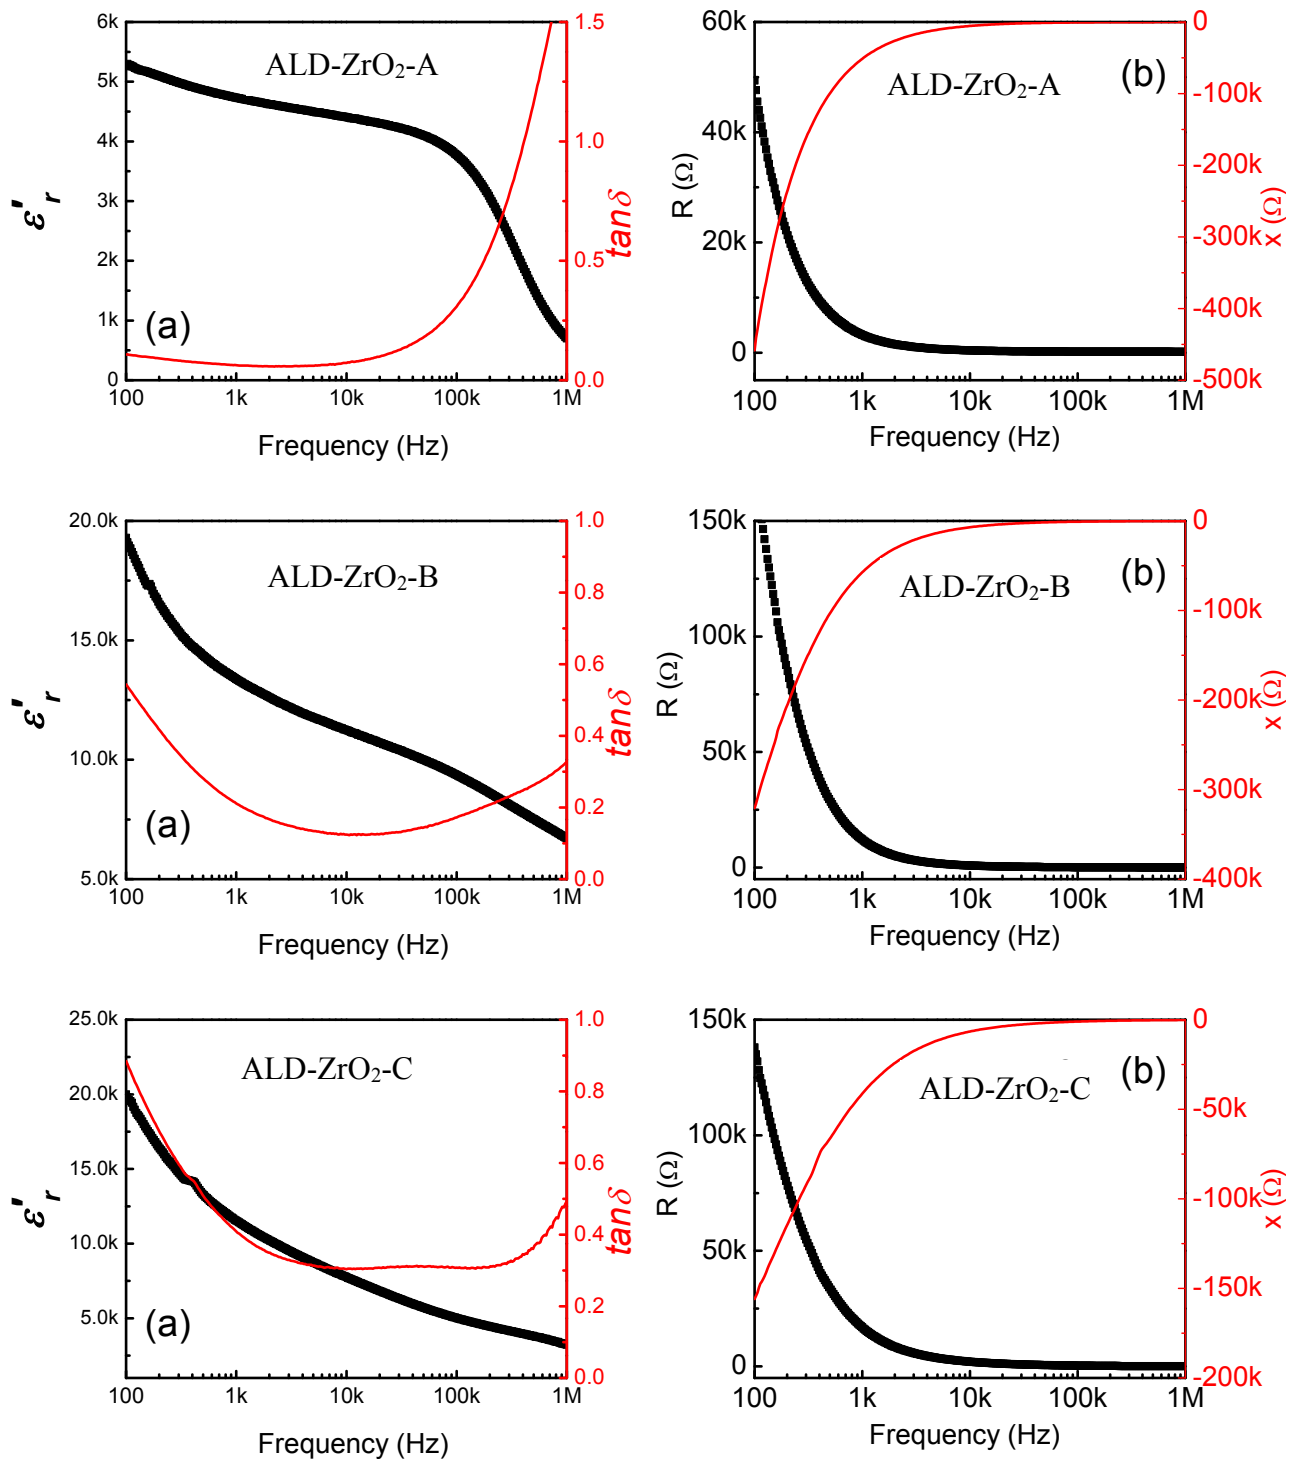 6k
5k
4k
3k
2k
1k
0
ε'r
ALD-ZrO2-A
(a)
1.5
1.0
0.5
0.0
tanδ
100 1k 10k 100k 1M
Frequency (Hz)
60k
40k
20k
0
R (Ω)
ALD-ZrO2-A
(b)
0
-100k
-200k
-300k
-400k
-500k
x (Ω)
100 1k 10k 100k 1M
Frequency (Hz)
20.0k
15.0k
10.0k
5.0k
ε'r
ALD-ZrO2-B
(a)
1.0
0.8
0.6
0.4
0.2
0.0
tanδ
100 1k 10k 100k 1M
Frequency (Hz)
150k
100k
50k
0
R (Ω)
ALD-ZrO2-B
(b)
0
-100k
-200k
-300k
-400k
x (Ω)
100 1k 10k 100k 1M
Frequency (Hz)
25.0k
20.0k
15.0k
10.0k
5.0k
ε'r
ALD-ZrO2-C
(a)
1.0
0.8
0.6
0.4
0.2
0.0
tanδ
100 1k 10k 100k 1M
Frequency (Hz)
150k
100k
50k
0
R (Ω)
ALD-ZrO2-C
(b)
0
-50k
-100k
-150k
-200k
x (Ω)
100 1k 10k 100k 1M
Frequency (Hz)